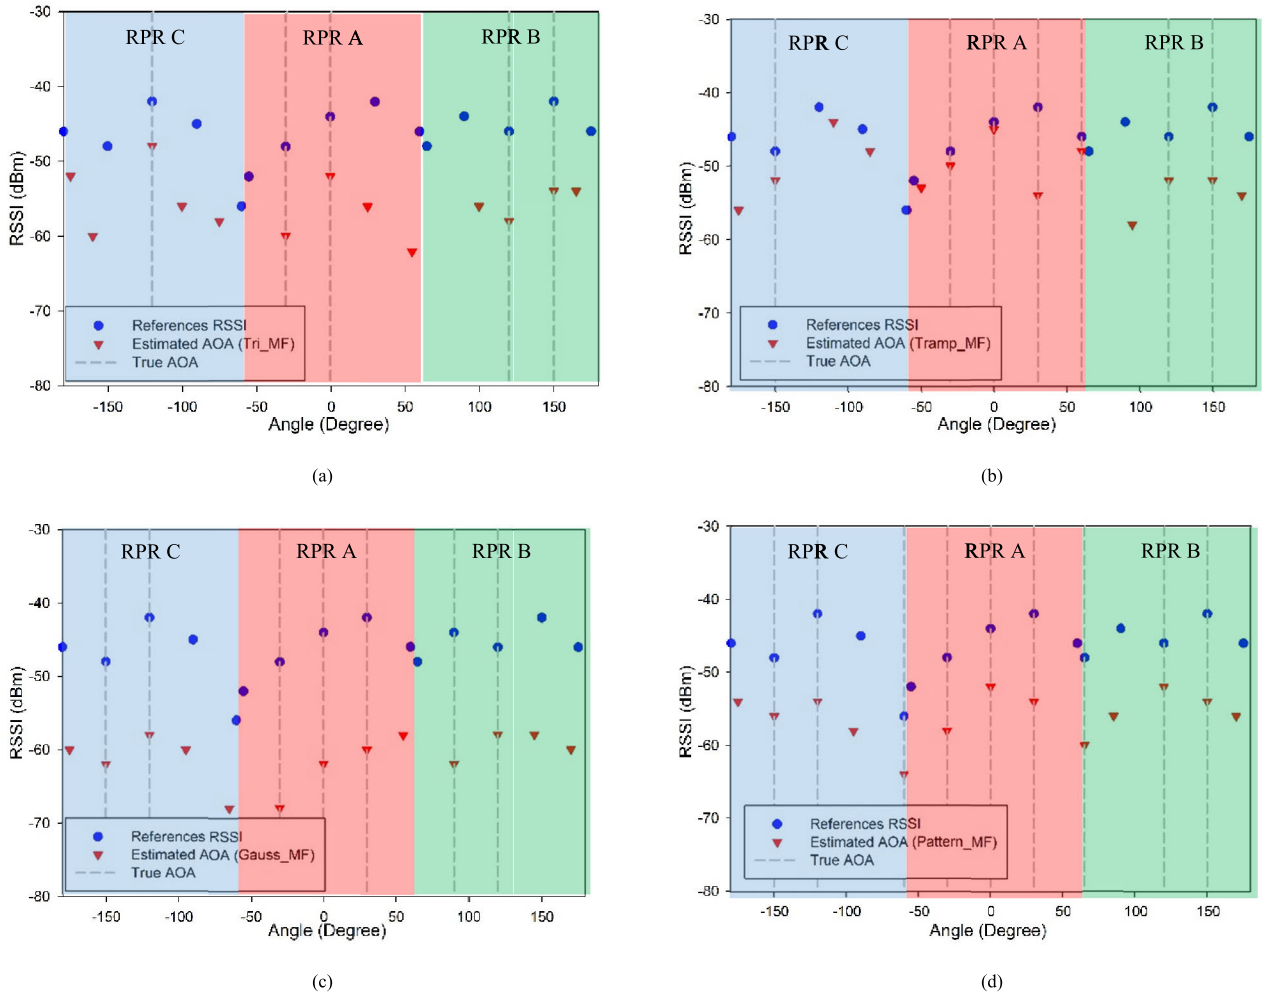 -30
RPR C
RPR A
RPR B
-40
-50
RSSI (dBm)
-60
-70
References RSSI
Estimated AOA (Tri_MF)
True AOA
-80
-150 -100 -50 0 50 100 150
Angle (Degree)
(a)
-30
RPR C
RPR A
RPR B
-40
-50
RSSI (dBm)
-60
-70
References RSSI
Estimated AOA (Tramp_MF)
True AOA
-80
-150 -100 -50 0 50 100 150
Angle (Degree)
(b)
-30
RPR C
RPR A
RPR B
-40
-50
RSSI (dBm)
-60
-70
References RSSI
Estimated AOA (Gauss_MF)
True AOA
-80
-150 -100 -50 0 50 100 150
Angle (Degree)
(c)
-30
RPR C
RPR A
RPR B
-40
-50
RSSI (dBm)
-60
-70
References RSSI
Estimated AOA (Pattern_MF)
True AOA
-80
-150 -100 -50 0 50 100 150
Angle (Degree)
(d)